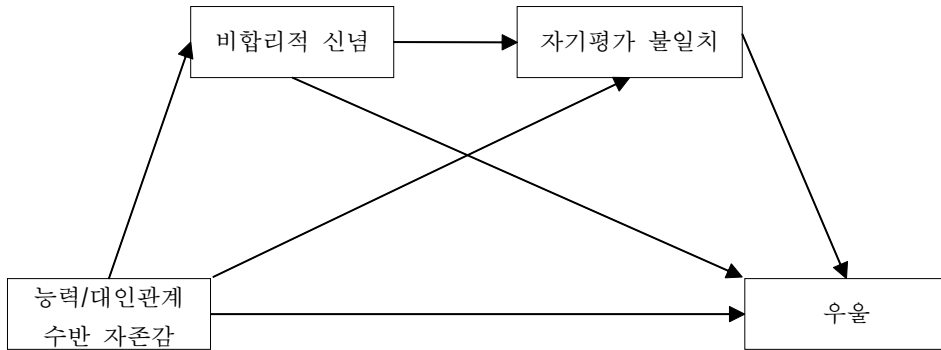 비합리적 신념
자기평가 불일치
능력/대인관계
수반 자존감
우울